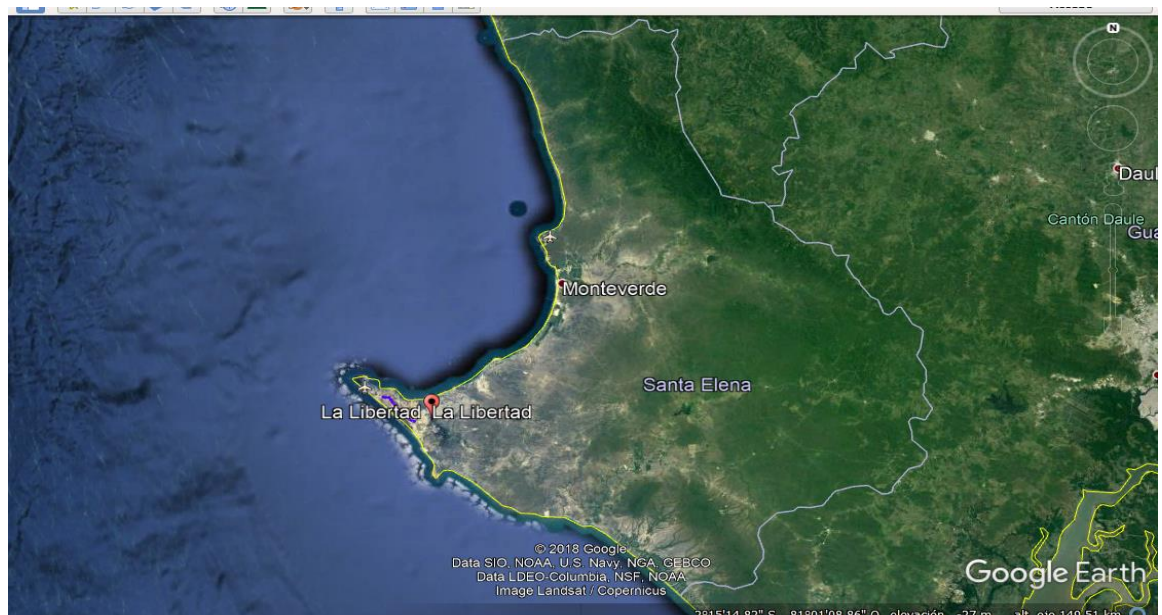 N
Daul
Cantón Daule
Gua
Monteverde
Santa Elena
La Libertad La Libertad
© 2018 Google
Data SIO, NOAA, U.S. Navy, NGA, GEBCO
Data LDEO-Columbia, NSF, NOAA
Image Landsat / Copernicus
Google Earth